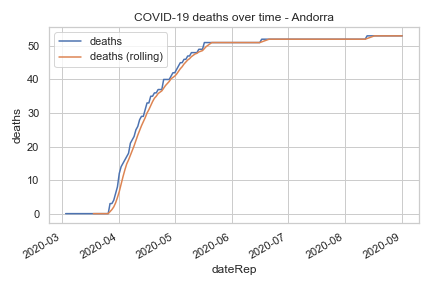 COVID-19 deaths over time - Andorra
deaths
deaths (rolling)
deaths
50
40
30
20
10
0
2020-03
2020-04
2020-05
2020-06
2020-07
2020-08
2020-09
dateRep